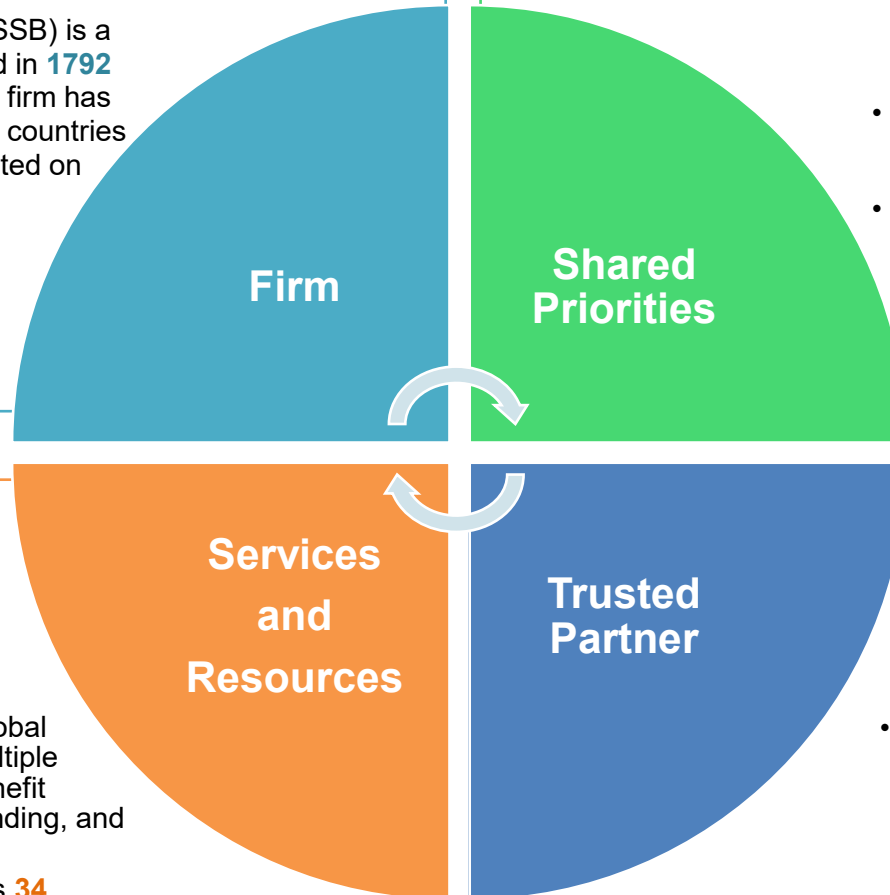 SSB) is a
d in 1792
firm has
countries
ted on
Firm
Shared
Priorities
•
•
Services
and
Resources
Trusted
Partner
obal
ltiple
nefit
nding, and
s 34
•